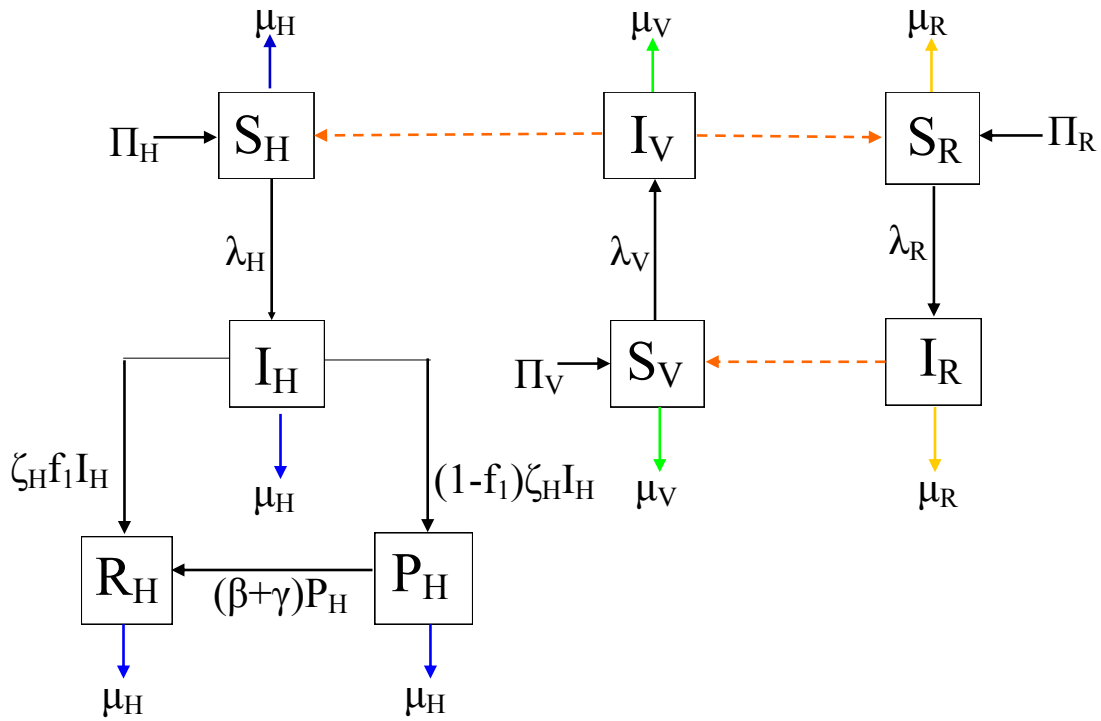 μH
μV
μR
ΠH
SH
IV
SR
ΠR
λH
λV
λR
IH
ΠV
SV
IR
ζHf1IH
μH
(1-f1)ζHIH
μV
μR
RH
(β+γ)PH
PH
μH
μH